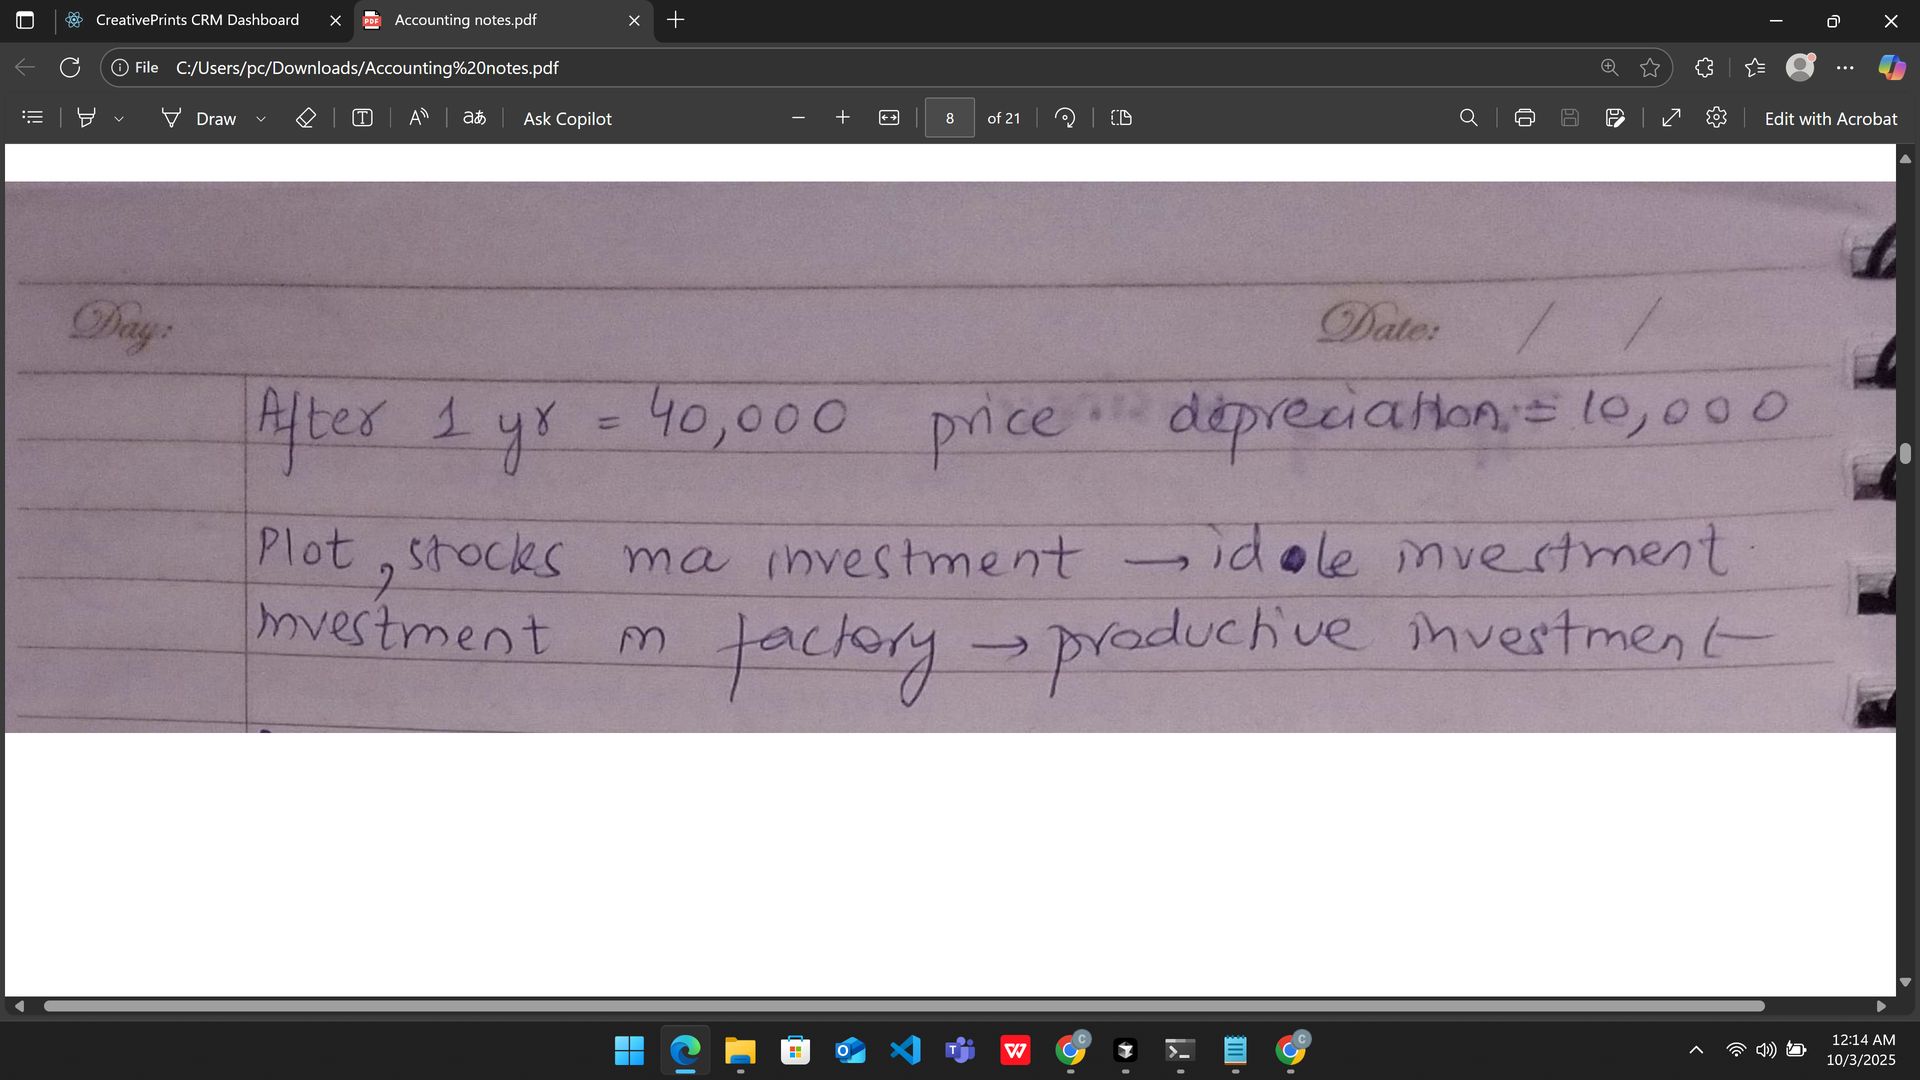 CreativePrints CRM Dashboard
Accounting notes.pdf
File C:/Users/pc/Downloads/Accounting%20notes.pdf
Draw
Ask Copilot
8 of 21
Edit with Acrobat
Day: Date: / /
After 1 yr = 40,000 price depreciation = 10,000
Plot, stocks ma investment → idle investment
Investment in factory → productive investment
12:14 AM
10/3/2025